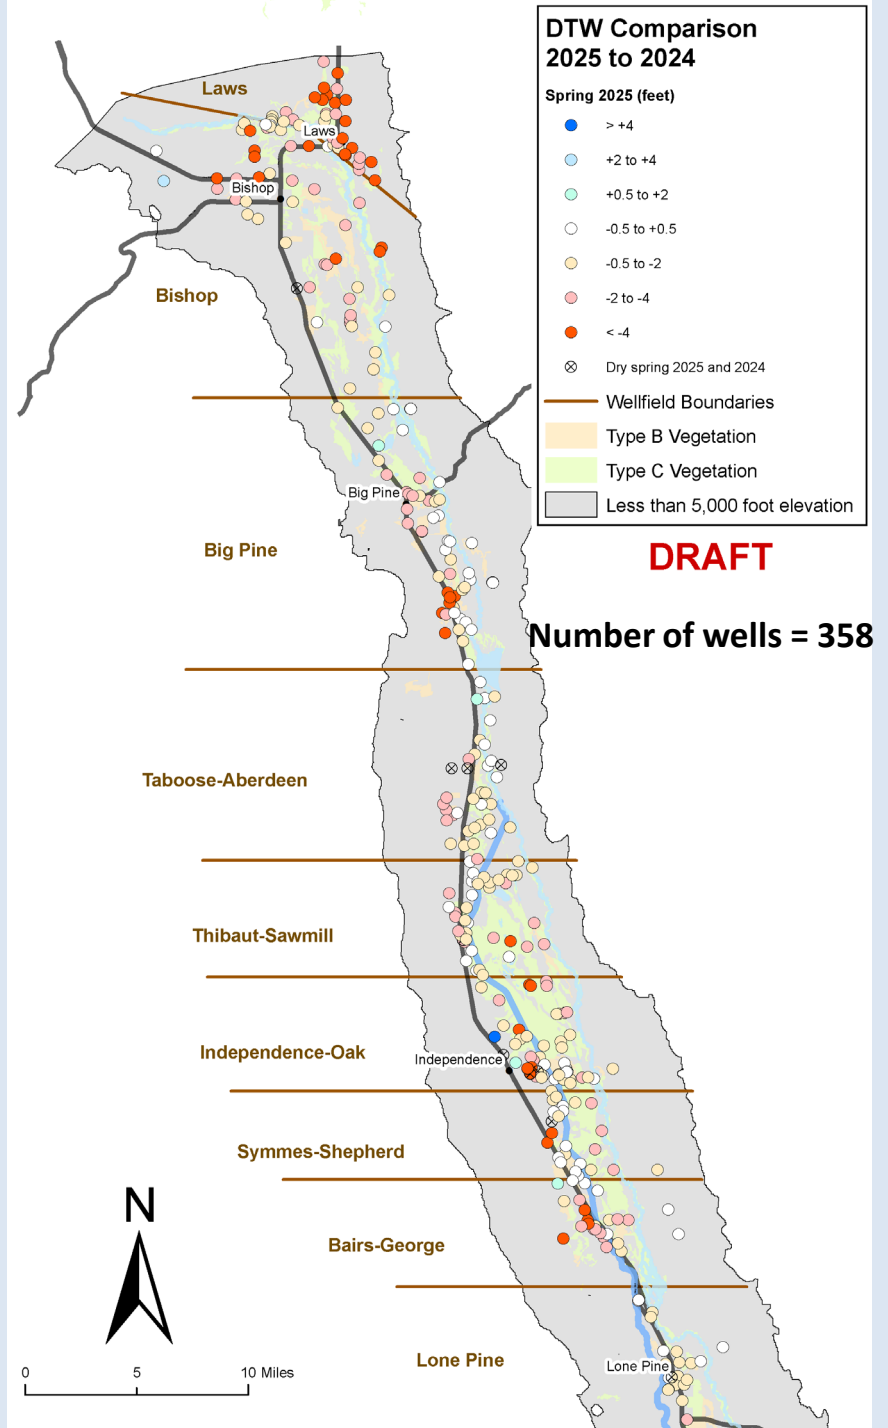 DTW Comparison
2025 to 2024
Spring 2025 (feet)
> +4
+2 to +4
+0.5 to +2
-0.5 to +0.5
-0.5 to -2
-2 to -4
< -4
Dry spring 2025 and 2024
Wellfield Boundaries
Type B Vegetation
Type C Vegetation
Less than 5,000 foot elevation
DRAFT
Number of wells = 358
Laws
Laws
Bishop
Bishop
Big Pine
Big Pine
Taboose-Aberdeen
Thibaut-Sawmill
Independence-Oak
Independence
Symmes-Shepherd
Bairs-George
Lone Pine
Lone Pine
N
0 5 10 Miles